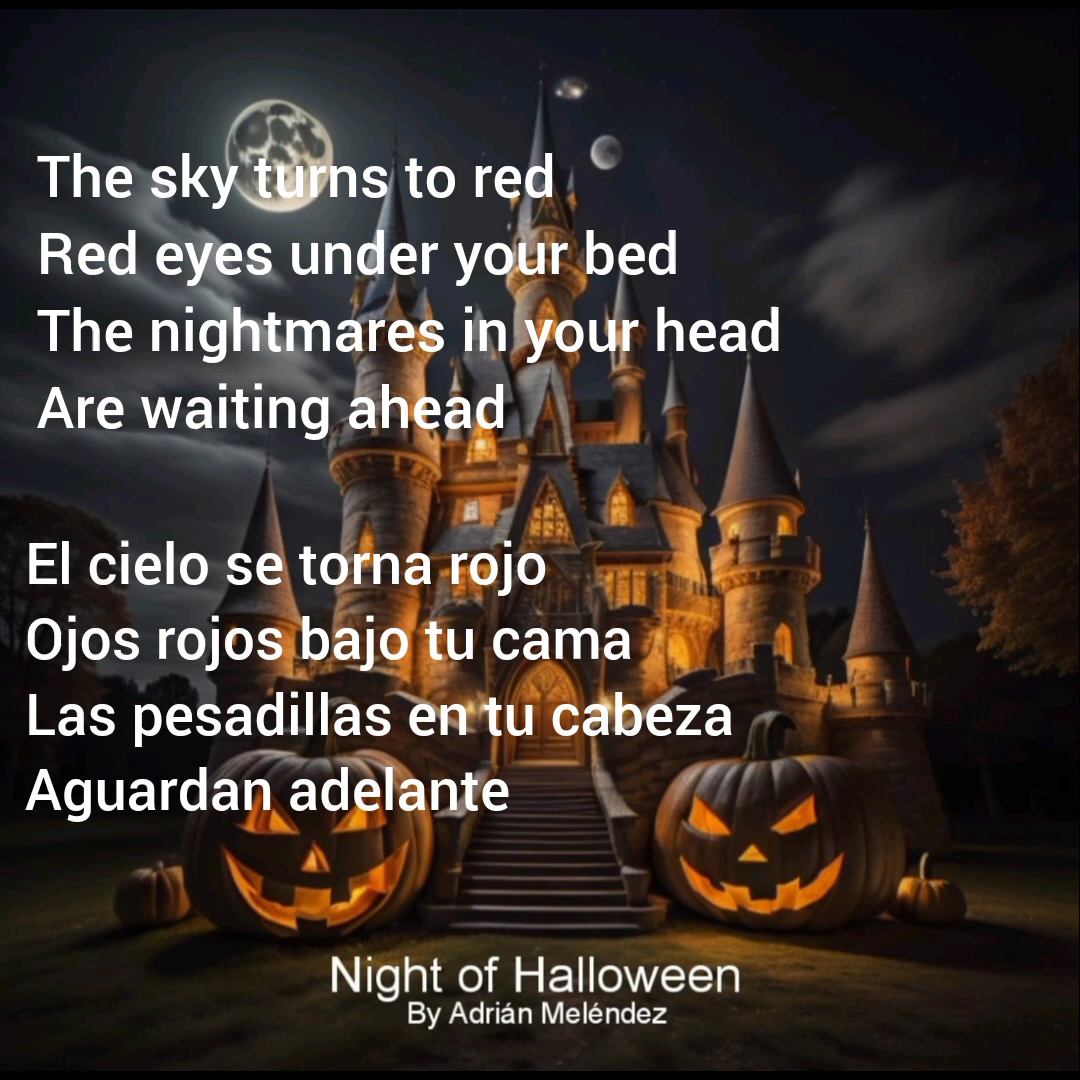 The sky turns to red
Red eyes under your bed
The nightmares in your head
Are waiting ahead
El cielo se torna rojo
Ojos rojos bajo tu cama
Las pesadillas en tu cabeza
Aguardan adelante
Night of Halloween
By Adrián Meléndez